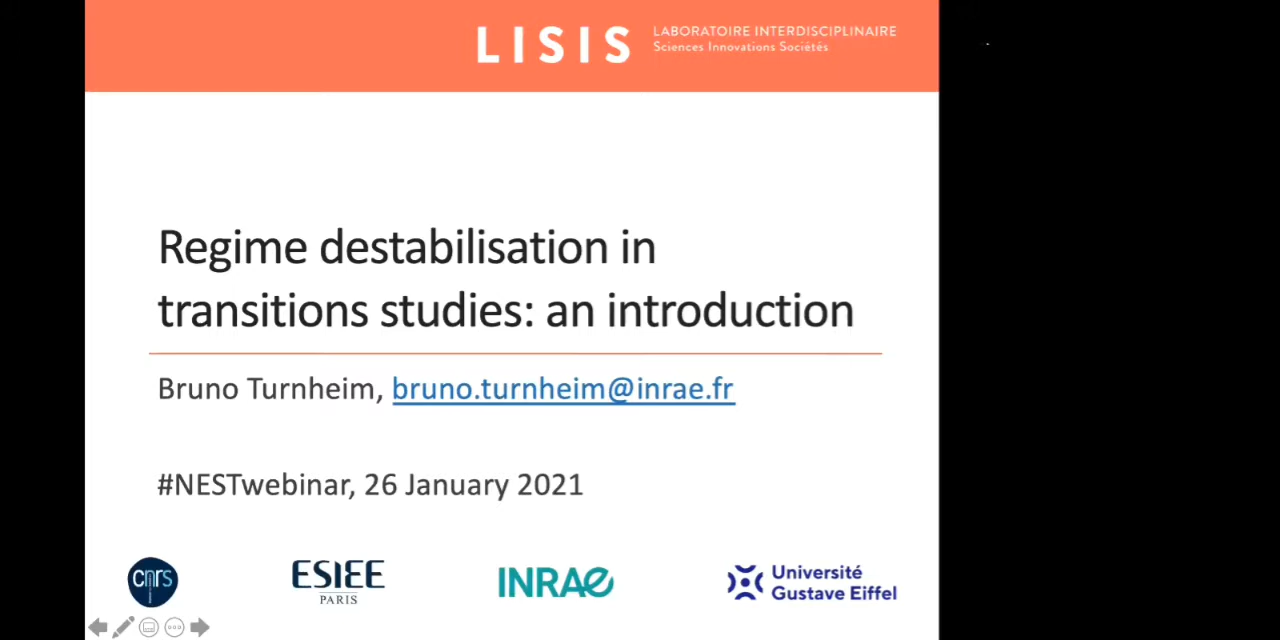 LISIS
LABORATOIRE INTERDISCIPLINAIRE
Sciences Innovations Sociétés
Regime destabilisation in
transitions studies: an introduction
Bruno Turnheim, bruno.turnheim@inrae.fr
#NESTwebinar, 26 January 2021
cnrs
ESIEE
PARIS
INRAE
Université
Gustave Eiffel